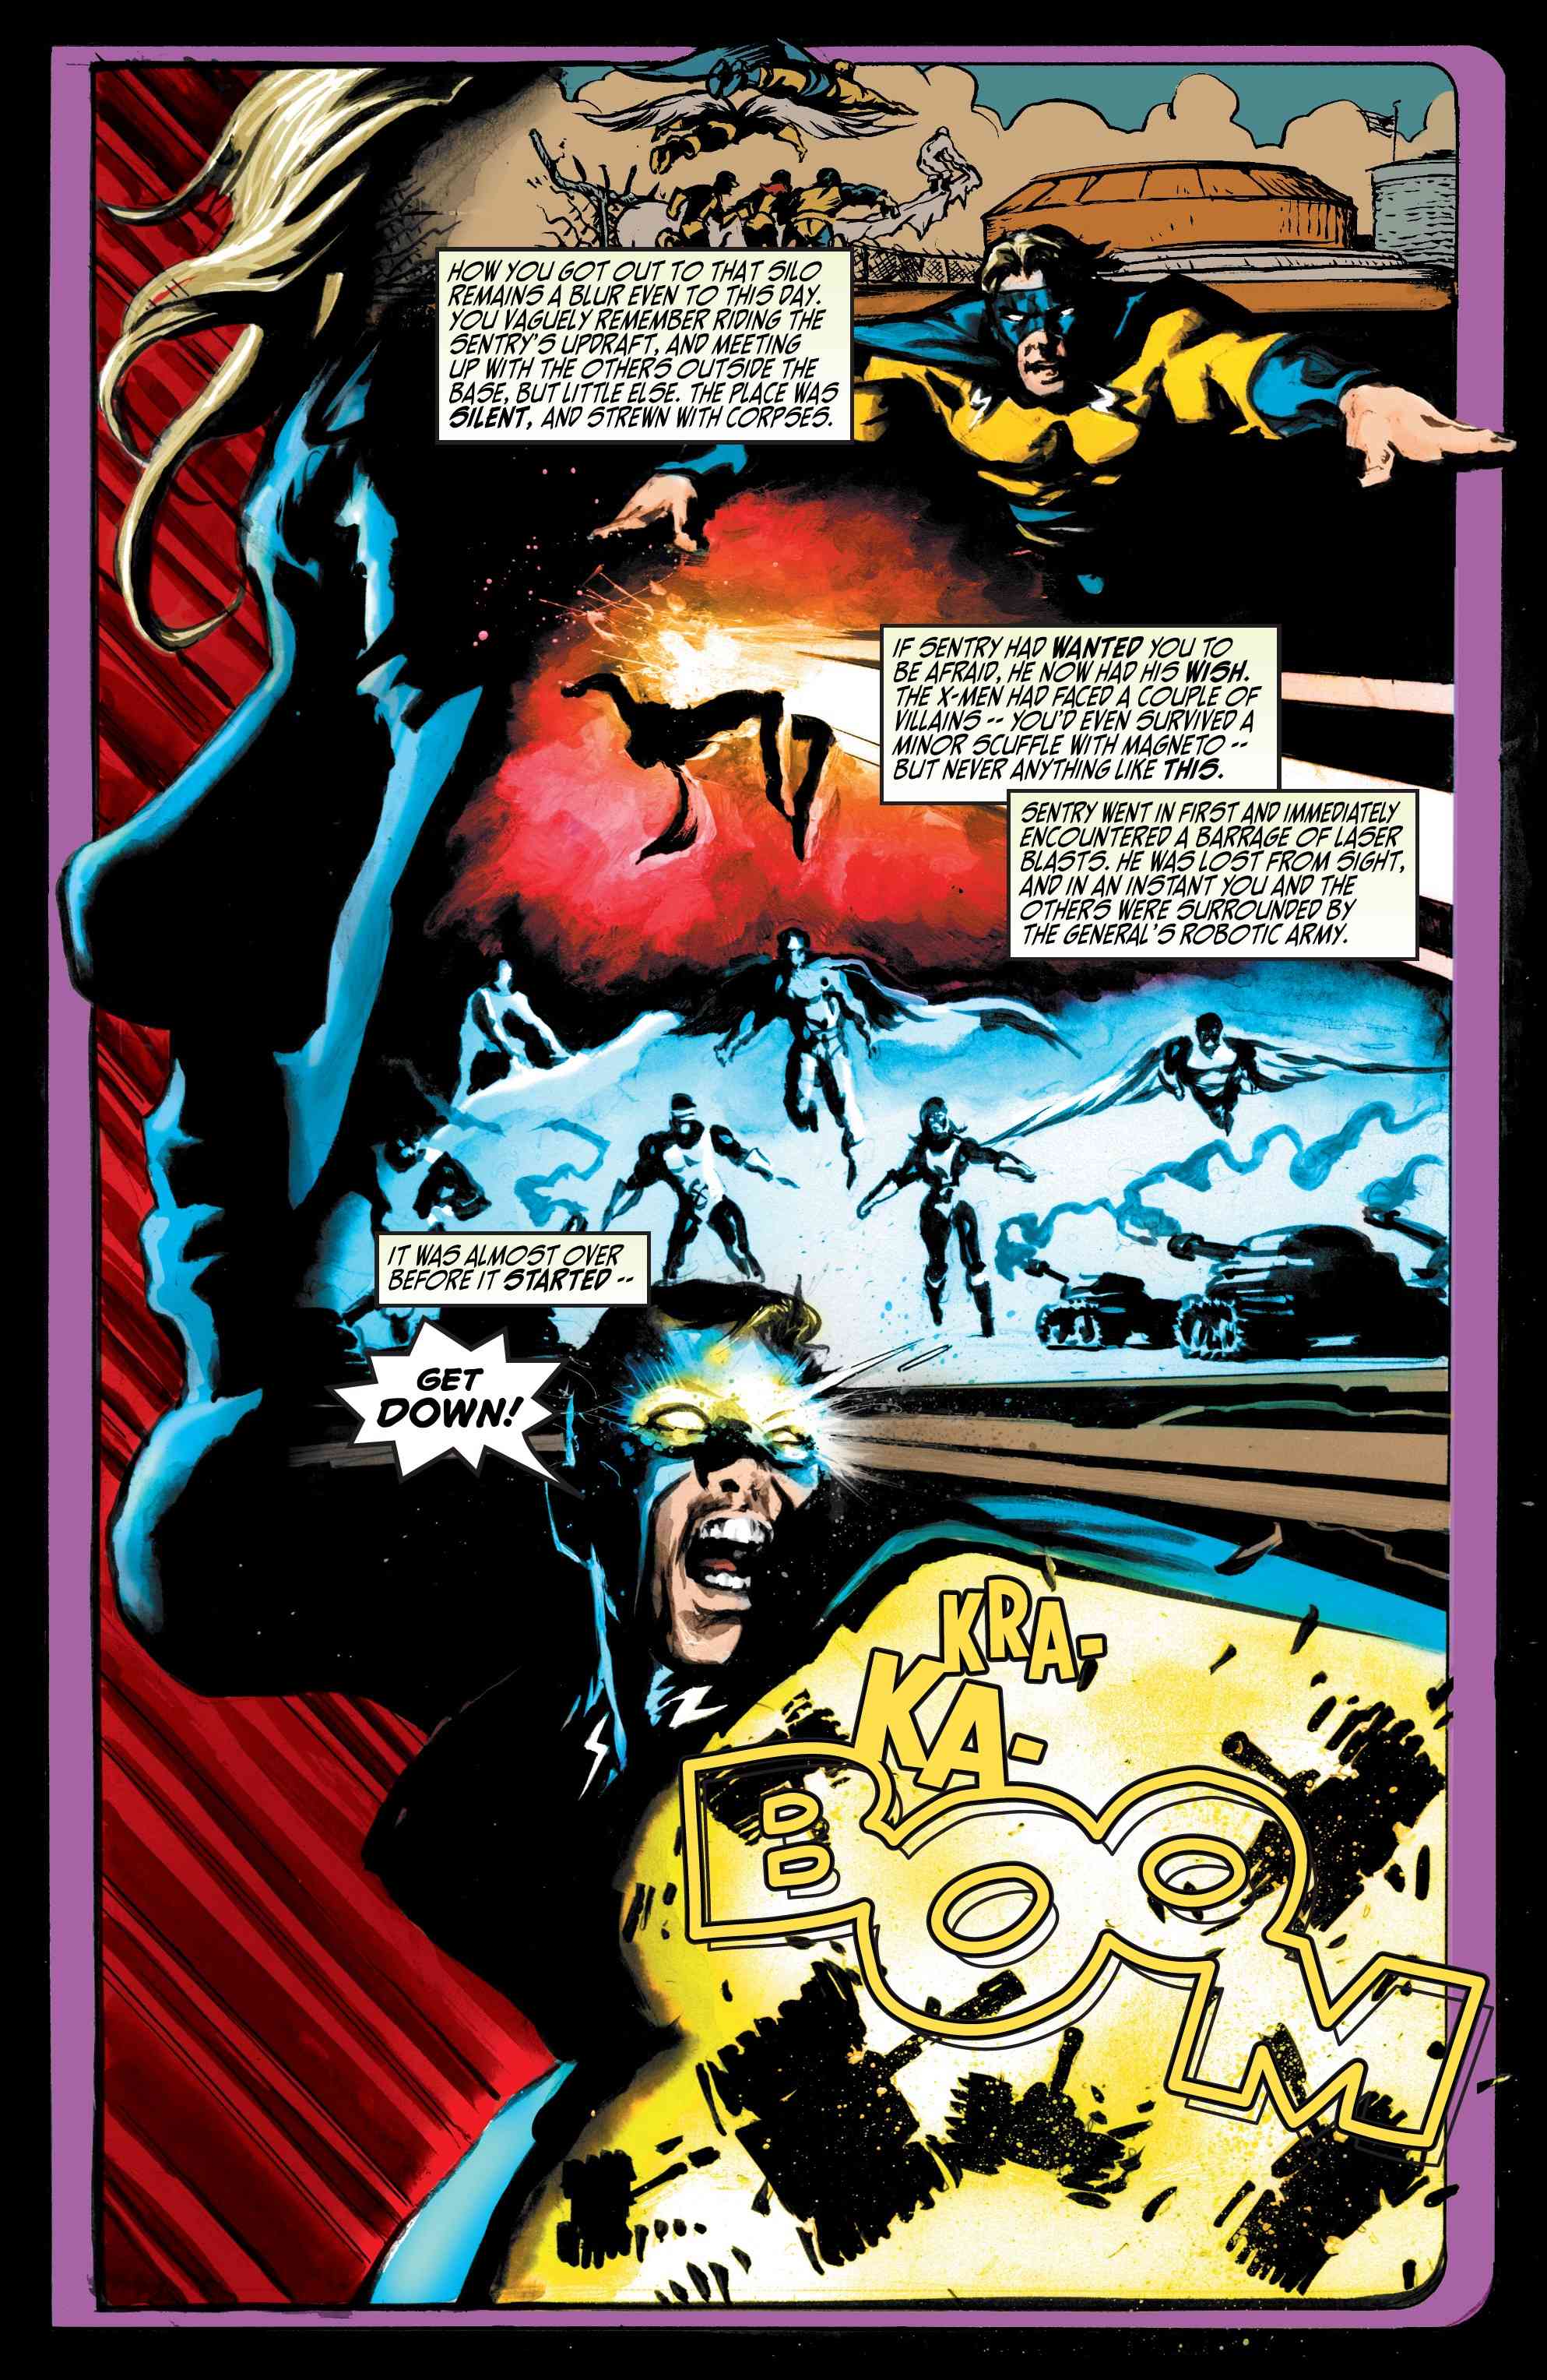 HOW YOU GOT OUT TO THAT SILO
REMAINS A BLUR EVEN TO THIS DAY.
YOU VAGUELY REMEMBER RIDING THE
SENTRY'S UPDRAFT, AND MEETING
UP WITH THE OTHERS OUTSIDE THE
BASE, BUT LITTLE ELSE. THE PLACE WAS
SILENT, AND STREWN WITH CORPSES.
IF SENTRY HAD WANTED YOU TO
BE AFRAID, HE NOW HAD HIS WISH.
THE X-MEN HAD FACED A COUPLE OF
VILLAINS -- YOU'D EVEN SURVIVED A
MINOR SCUFFLE WITH MAGNETO --
BUT NEVER ANYTHING LIKE THIS.
SENTRY WENT IN FIRST AND IMMEDIATELY
ENCOUNTERED A BARRAGE OF LASER
BLASTS. HE WAS LOST FROM SIGHT,
AND IN AN INSTANT YOU AND THE
OTHERS WERE SURROUNDED BY
THE GENERAL'S ROBOTIC ARMY.
IT WAS ALMOST OVER
BEFORE IT STARTED --
GET
DOWN!
KRA-
KA-
BOOM